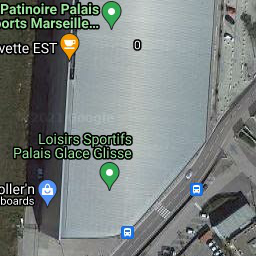 Patinoire Palais
ports Marseille...
0
vette EST
Loisirs Sportifs
Palais Glace Glisse
oller'n
boards